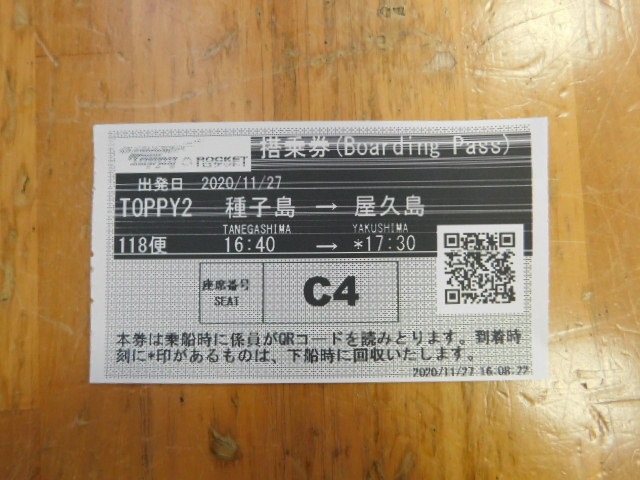 Toppy ROCKET 搭乗券(Boarding Pass)
出発日 2020/11/27
TOPPY2 種子島 → 屋久島
TANEGASHIMA YAKUSHIMA
118便 16:40 → *17:30
座席番号 C4
SEAT
本券は乗船時に係員がQRコードを読みとります。到着時
刻に*印があるものは、下船時に回収いたします。
2020/11/27 16:08:22